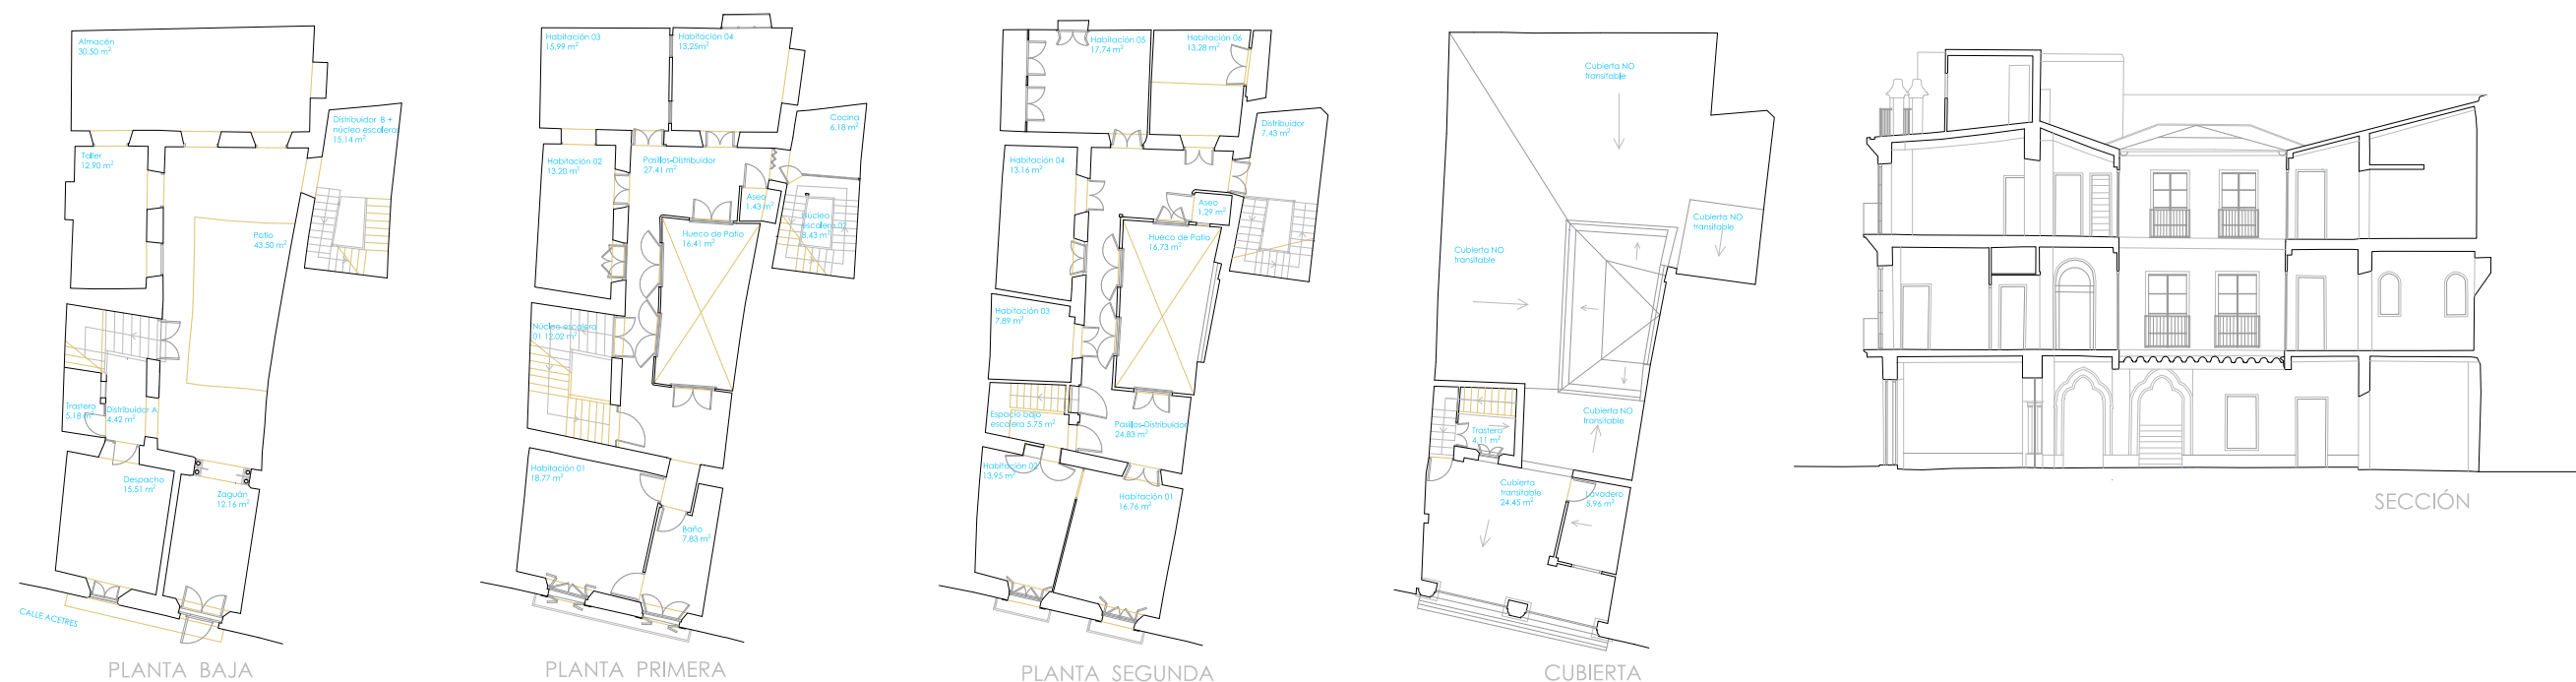 Almacén
30.50 m²
Distribuidor B +
núcleo escalera
15,14 m²
Taller
12.90 m²
Patio
43.50 m²
Trastero
5,18 m²
Distribuidor A
4,42 m²
Despacho
15,51 m²
Zaguán
12,16 m²
CALLE ACETRES
PLANTA BAJA
Habitación 03
15,99 m²
Habitación 04
13,25m²
Cocina
6,18 m²
Habitación 02
13,20 m²
Pasillos-Distribuidor
27,41 m²
Aseo
1,43 m²
Núcleo
escalera 02
8,43 m²
Hueco de Patio
16,41 m²
Núcleo escalera
01 12,02 m²
Habitación 01
18,77 m²
Baño
7,83 m²
PLANTA PRIMERA
Habitación 05
17,74 m²
Habitación 06
13,28 m²
Distribuidor
7,43 m²
Habitación 04
13,16 m²
Aseo
1,29 m²
Hueco de Patio
16,73 m²
Habitación 03
7,89 m²
Espacio bajo
escalera 5,75 m²
Pasillos-Distribuidor
24,83 m²
Habitación 02
13,95 m²
Habitación 01
16,76 m²
PLANTA SEGUNDA
Cubierta NO
transitable
Cubierta NO
transitable
Cubierta NO
transitable
Cubierta NO
transitable
Trastero
4,11 m²
Cubierta
transitable
24,45 m²
Lavadero
5,96 m²
CUBIERTA
SECCIÓN